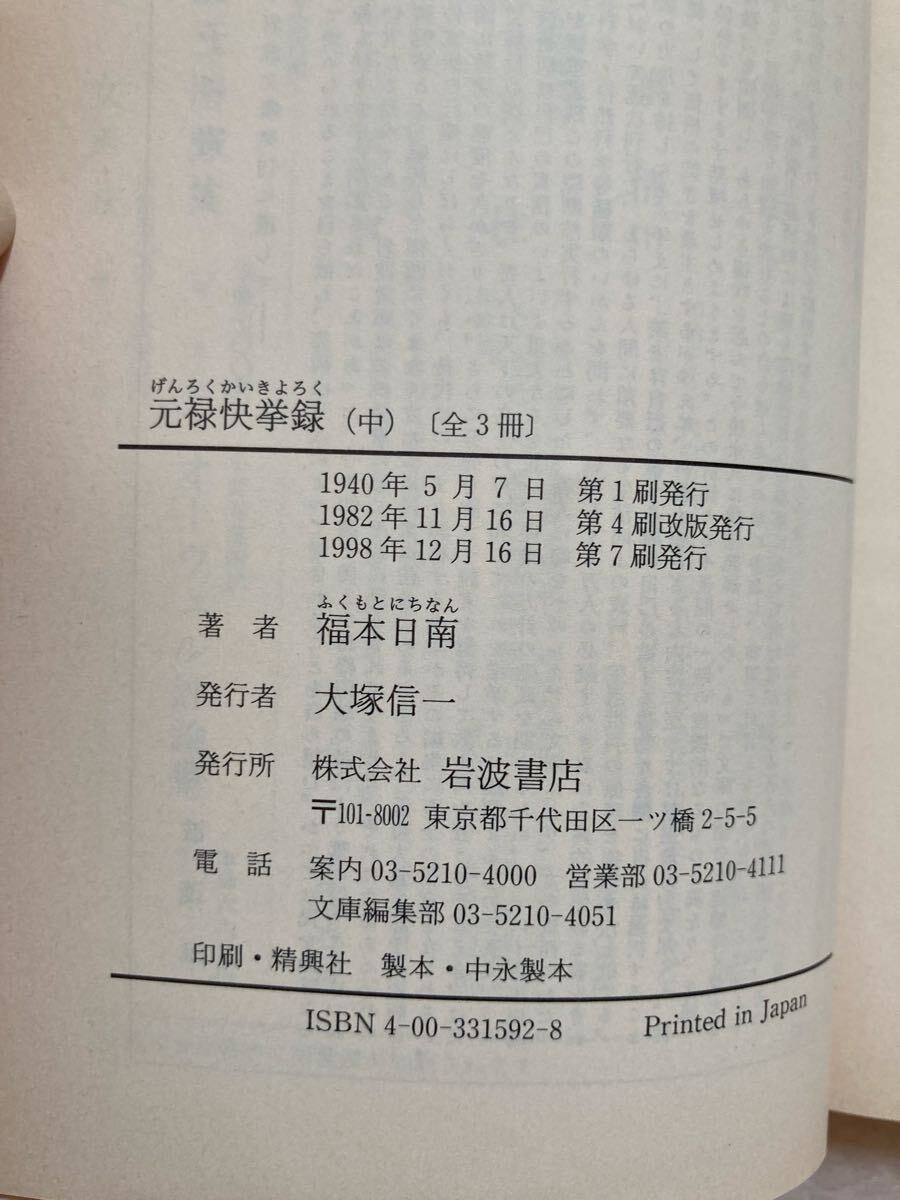 げんろくかいきよろく
元禄快挙録（中）〔全3冊〕
1940年5月7日　第1刷発行
1982年11月16日　第4刷改版発行
1998年12月16日　第7刷発行
ふくもとにちなん
著者　福本日南
発行者　大塚信一
発行所　株式会社　岩波書店
〒101-8002　東京都千代田区一ツ橋2-5-5
電話　案内03-5210-4000　営業部03-5210-4111
文庫編集部03-5210-4051
印刷・精興社　製本・中永製本
ISBN 4-00-331592-8　Printed in Japan